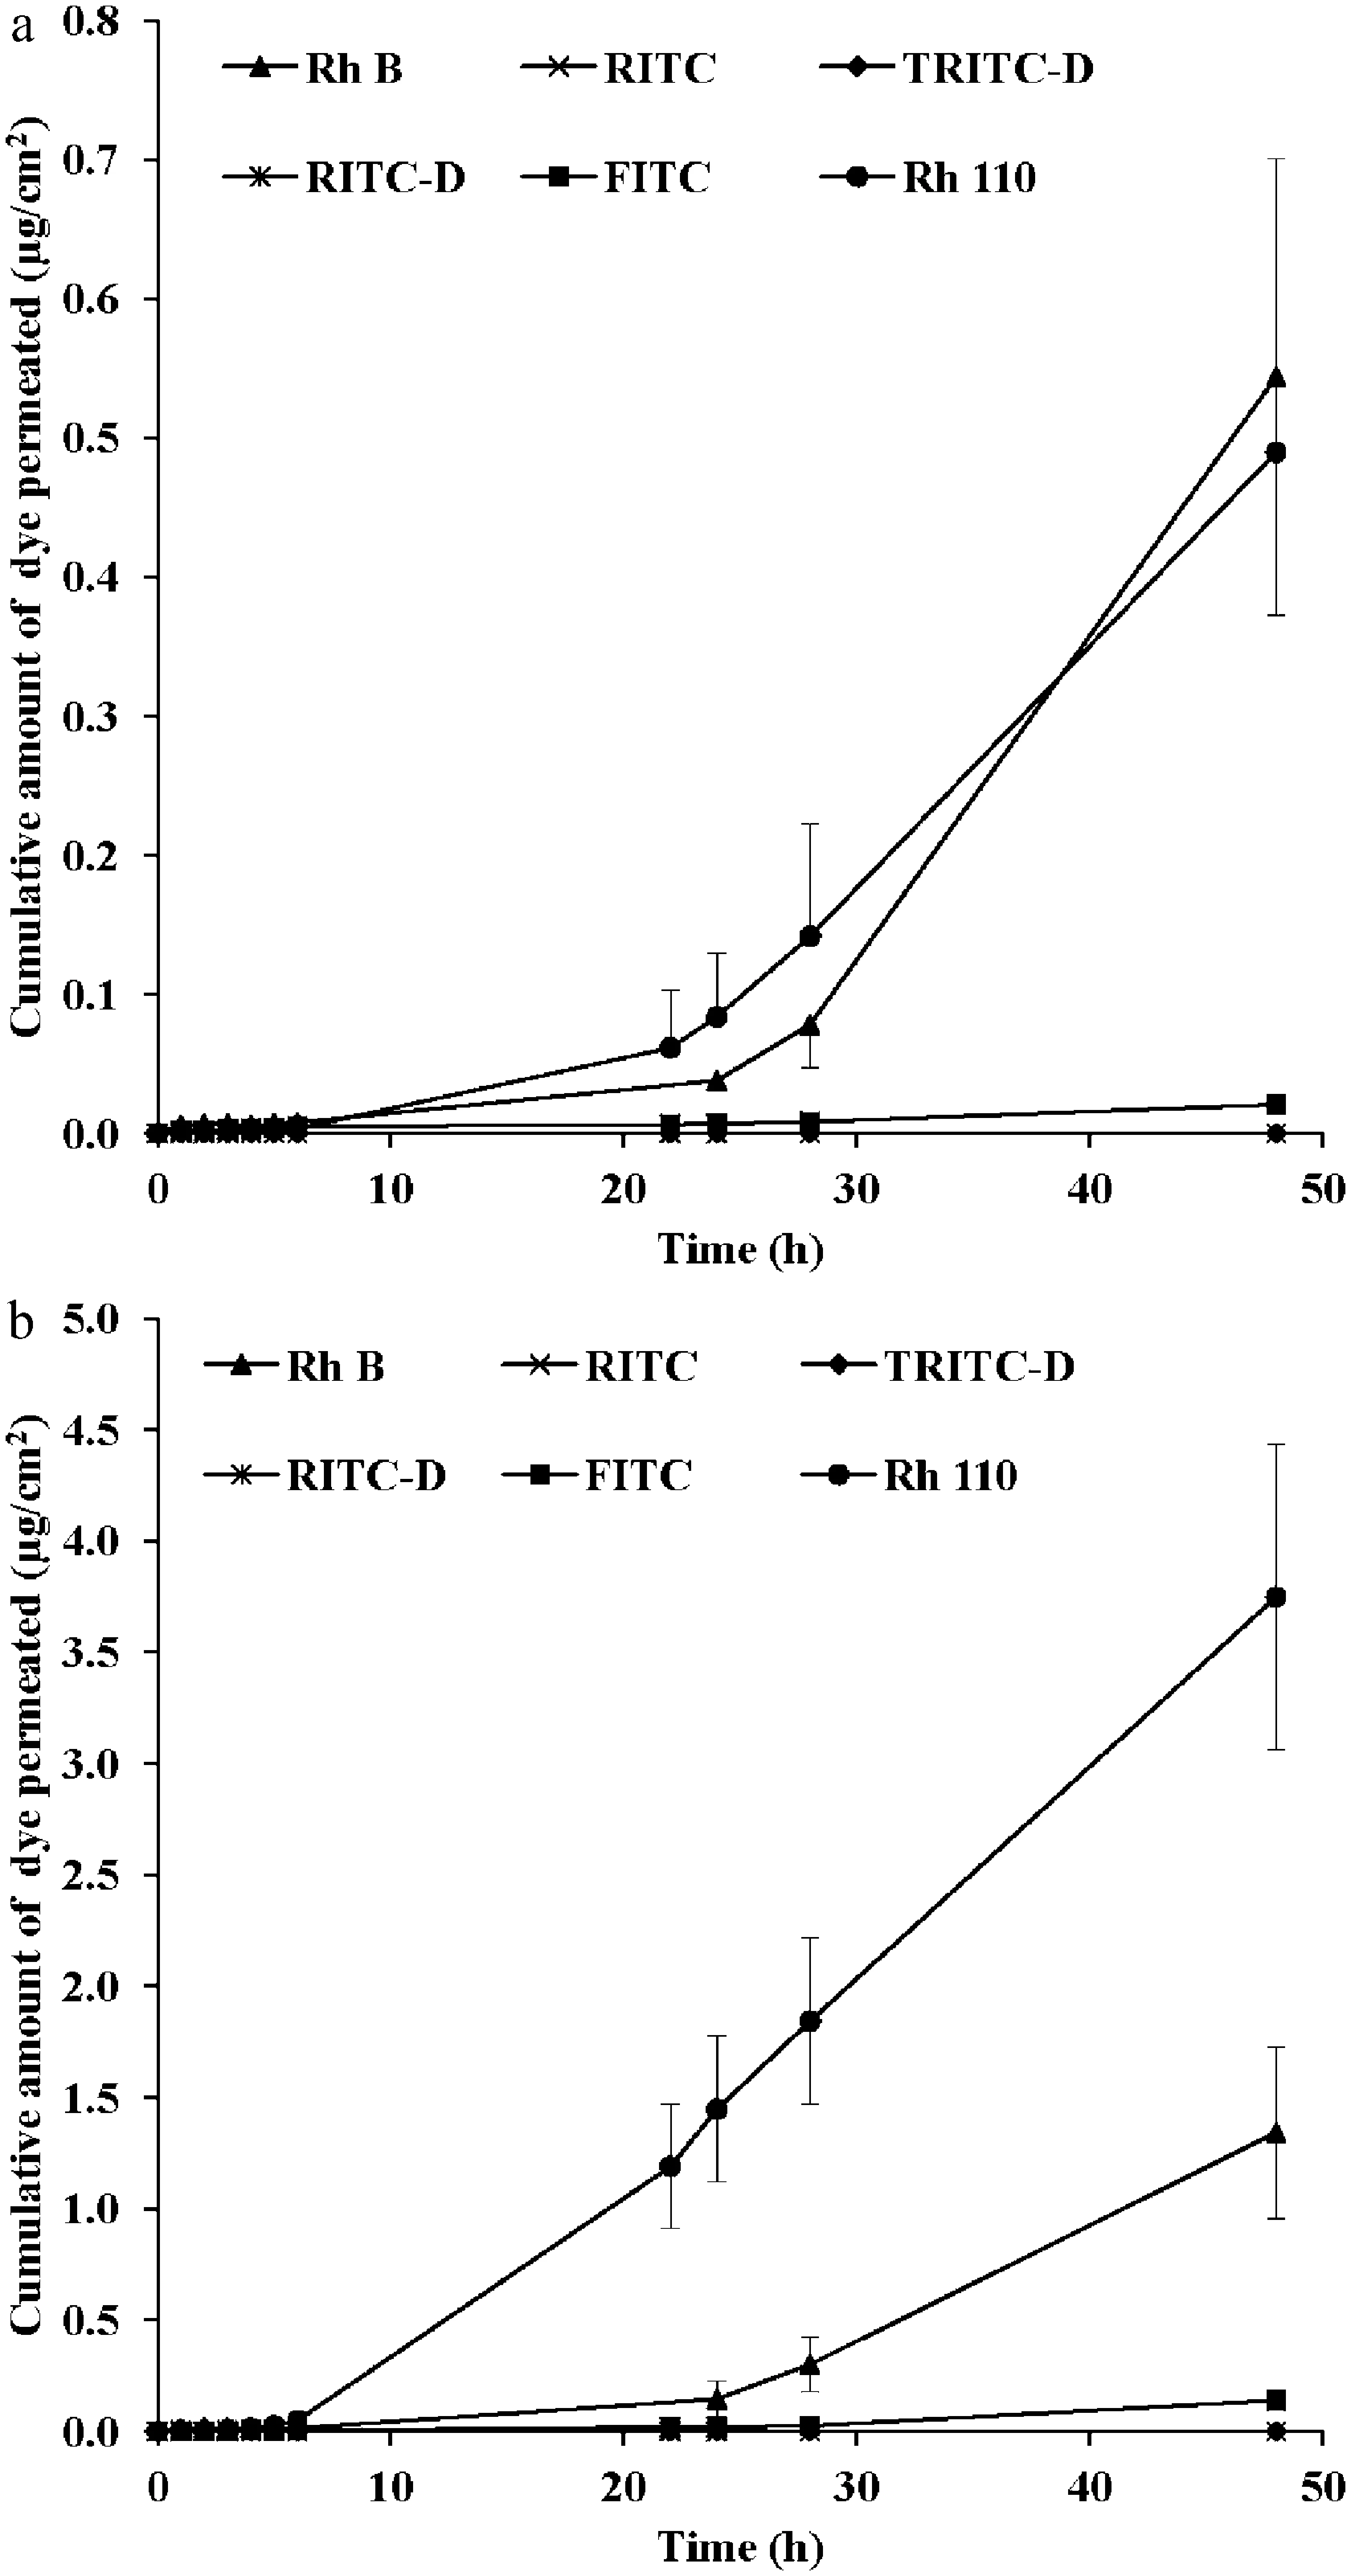 a
0.8
Rh B RITC TRITC-D
0.7
RITC-D FITC Rh 110
0.6
0.5
0.4
0.3
0.2
0.1
0.0
Cumulative amount of dye permeated (µg/cm²)
0 10 20 30 40 50
Time (h)
b
5.0
Rh B RITC TRITC-D
4.5
RITC-D FITC Rh 110
4.0
3.5
3.0
2.5
2.0
1.5
1.0
0.5
0.0
Cumulative amount of dye permeated (µg/cm²)
0 10 20 30 40 50
Time (h)